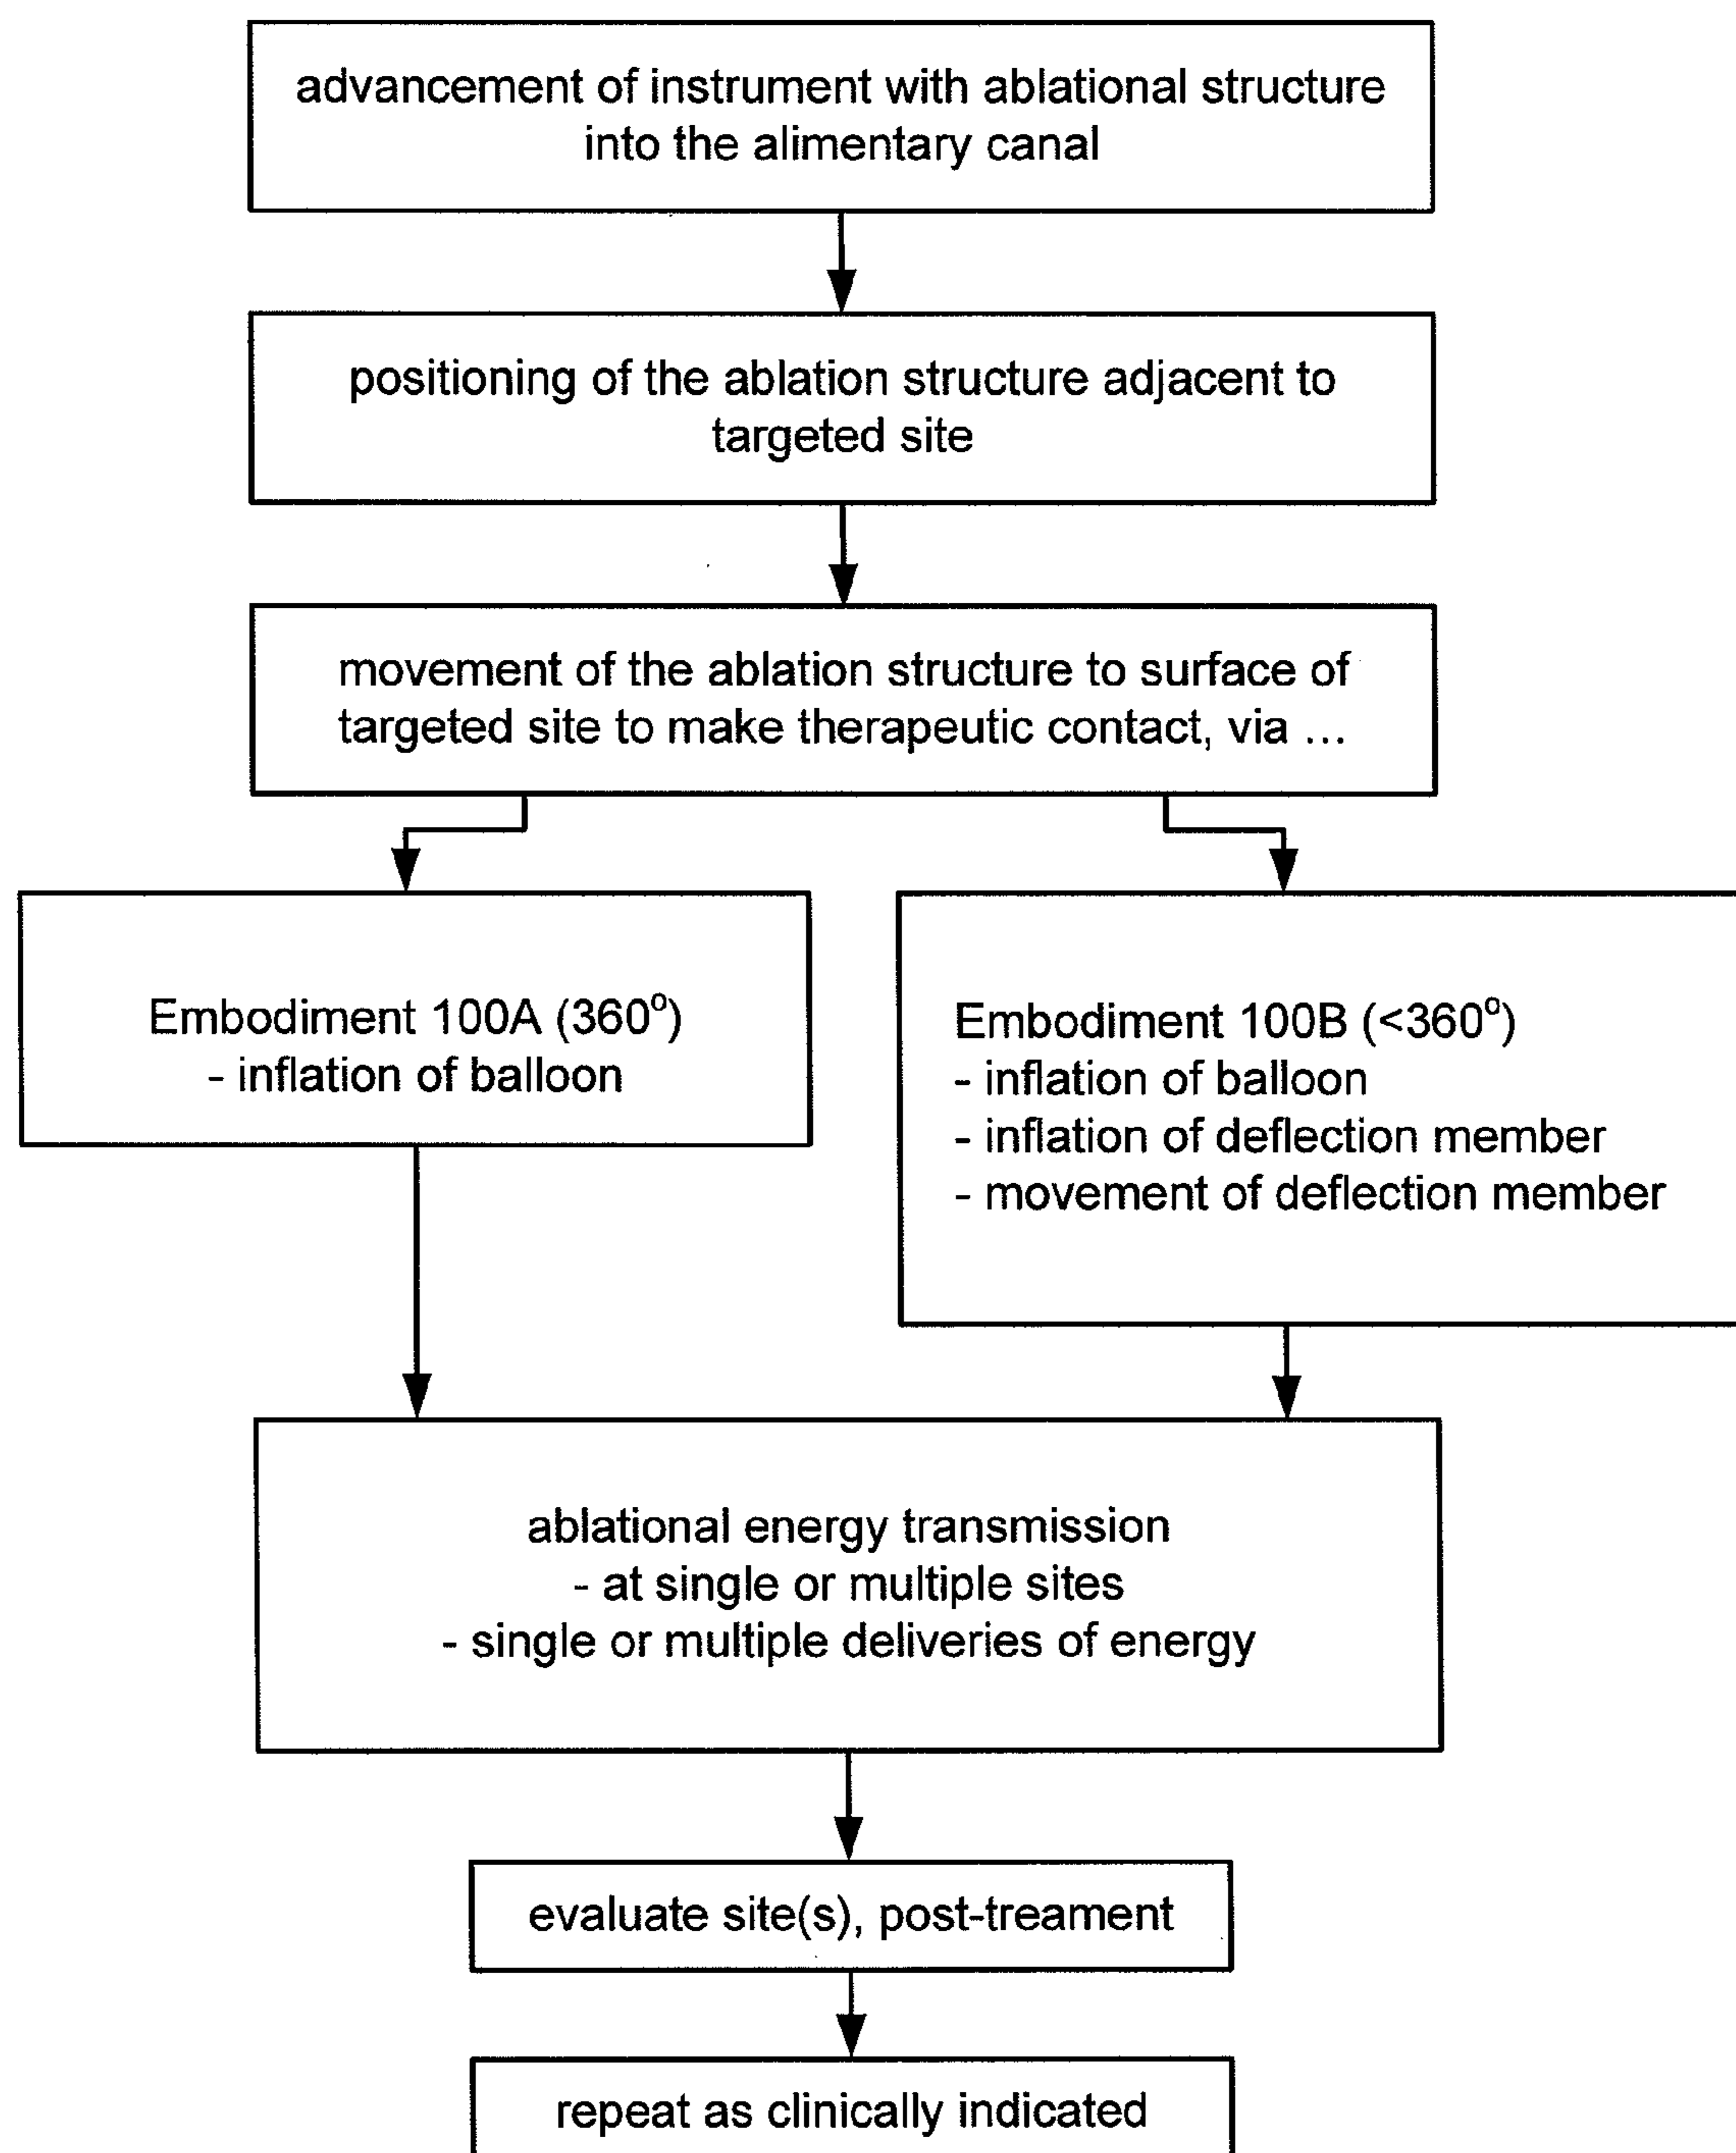 advancement of instrument with ablational structure
into the alimentary canal
positioning of the ablation structure adjacent to
targeted site
movement of the ablation structure to surface of
targeted site to make therapeutic contact, via ...
Embodiment 100A (360°)
- inflation of balloon
Embodiment 100B (<360°)
- inflation of balloon
- inflation of deflection member
- movement of deflection member
ablational energy transmission
- at single or multiple sites
- single or multiple deliveries of energy
evaluate site(s), post-treament
repeat as clinically indicated